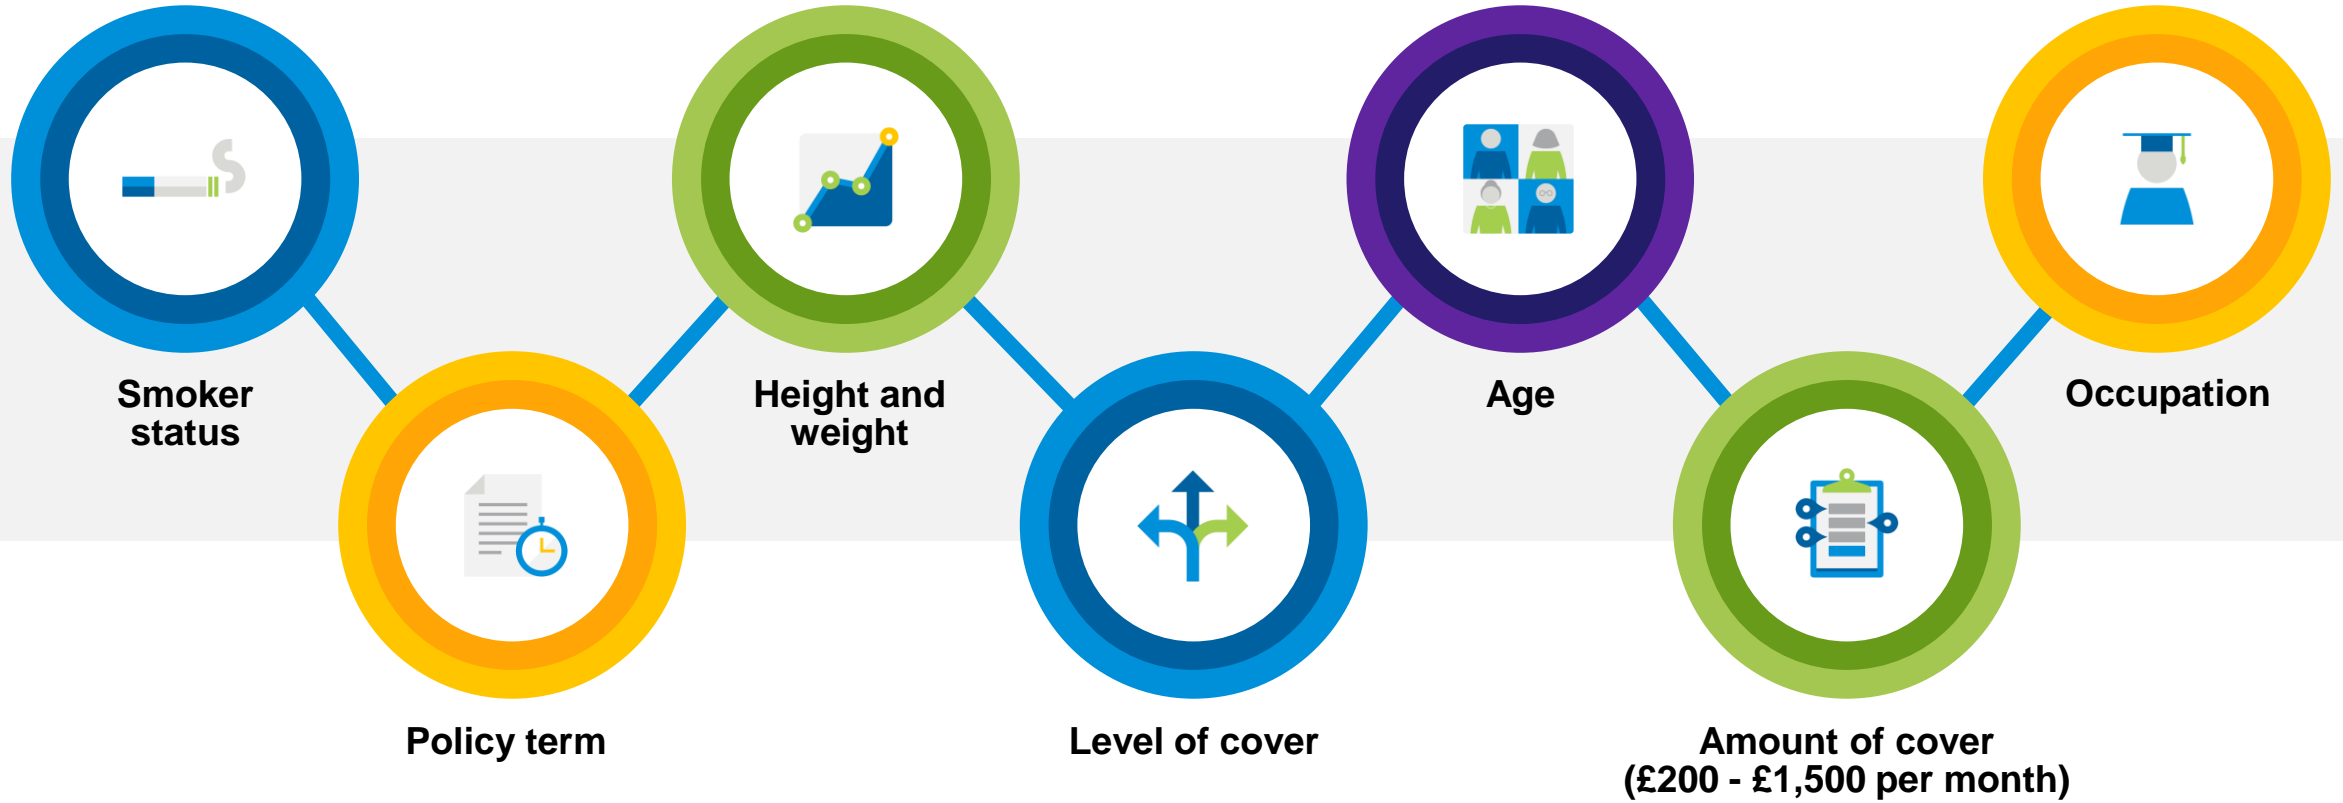 Smoker
status
Policy term
Height and
weight
Level of cover
Age
Amount of cover
(£200 - £1,500 per month)
Occupation